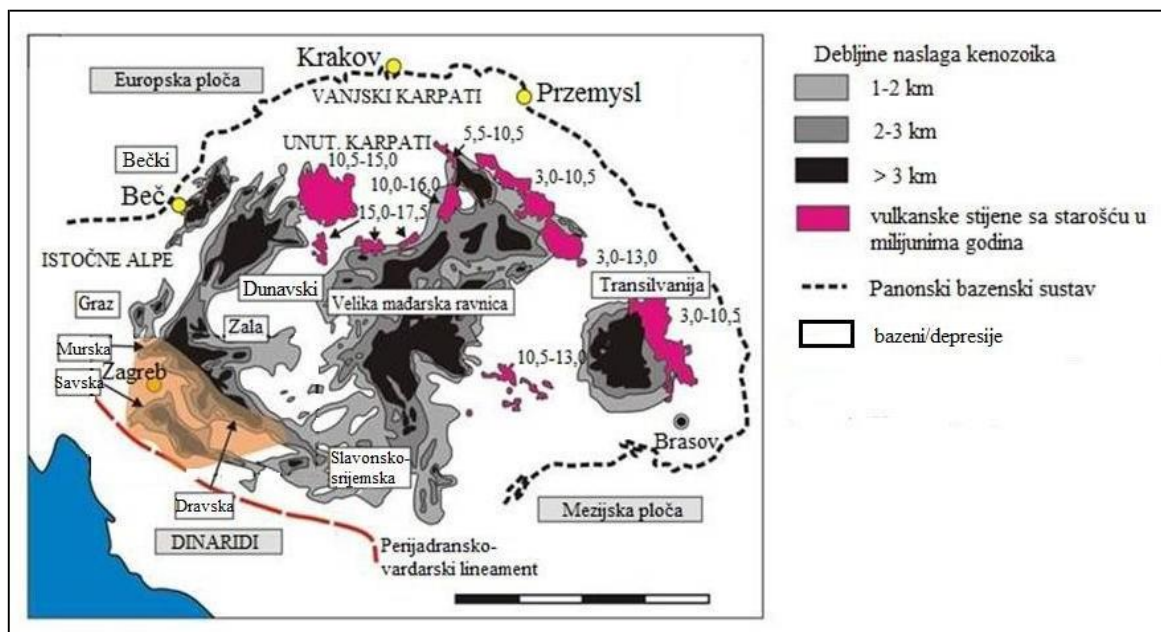 Krakov
Europska ploča
VANJSKI KARPATI
Przemysl
UNUT. KARPATI
5,5-10,5
Bečki
10,5-15,0
10,0-16,0
3,0-10,5
Beč
15,0-17,5
ISTOČNE ALPE
3,0-13,0
Dunavski
Transilvanija
Graz
Velika mađarska ravnica
3,0-10,5
Zala
Murska
10,5-13,0
Zagreb
Savska
Brasov
Slavonsko-
srijemska
Dravska
Mezijska ploča
DINARIDI
Perijadransko-
vardarski lineament
Debljine naslaga kenozoika
1-2 km
2-3 km
> 3 km
vulkanske stijene sa starošću u
milijunima godina
Panonski bazenski sustav
bazeni/depresije